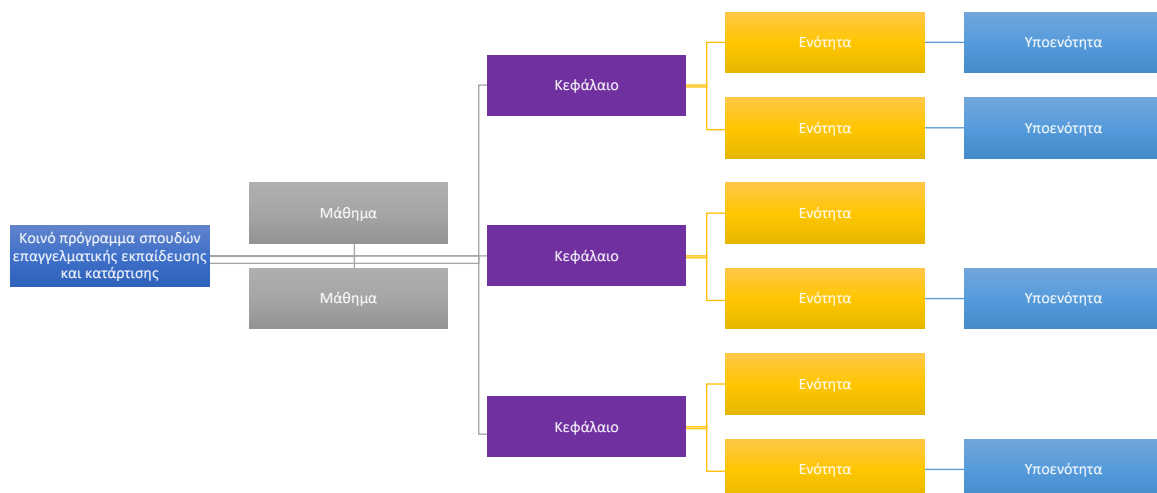 Κοινό πρόγραμμα σπουδών
επαγγελματικής εκπαίδευσης
και κατάρτισης
Μάθημα
Μάθημα
Κεφάλαιο
Ενότητα
Υποενότητα
Ενότητα
Υποενότητα
Κεφάλαιο
Ενότητα
Ενότητα
Υποενότητα
Κεφάλαιο
Ενότητα
Ενότητα
Υποενότητα